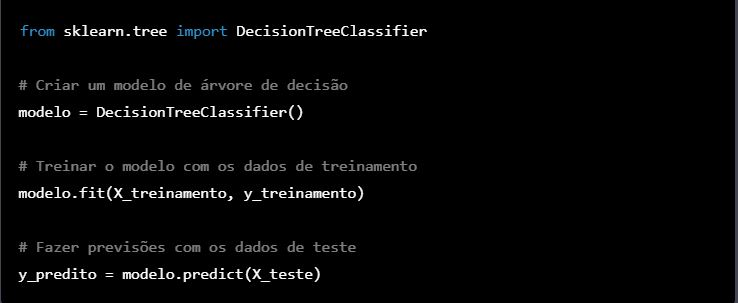 from sklearn.tree import DecisionTreeClassifier
# Criar um modelo de árvore de decisão
modelo = DecisionTreeClassifier()
# Treinar o modelo com os dados de treinamento
modelo.fit(X_treinamento, y_treinamento)
# Fazer previsões com os dados de teste
y_predito = modelo.predict(X_teste)